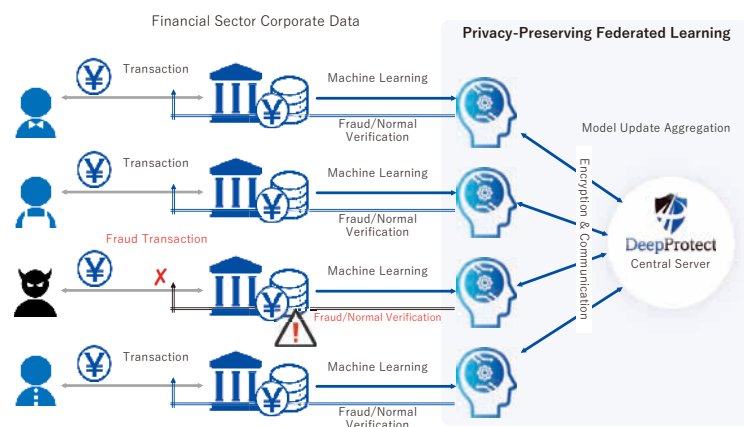 Financial Sector Corporate Data
Privacy-Preserving Federated Learning
¥
Transaction
¥
Machine Learning
Fraud/Normal
Verification
Model Update Aggregation
¥
Transaction
¥
Machine Learning
Fraud/Normal
Verification
Encryption & Communication
DeepProtect
Central Server
Fraud Transaction
¥
✗
¥
Machine Learning
!
Fraud/Normal Verification
¥
Transaction
¥
Machine Learning
Fraud/Normal
Verification